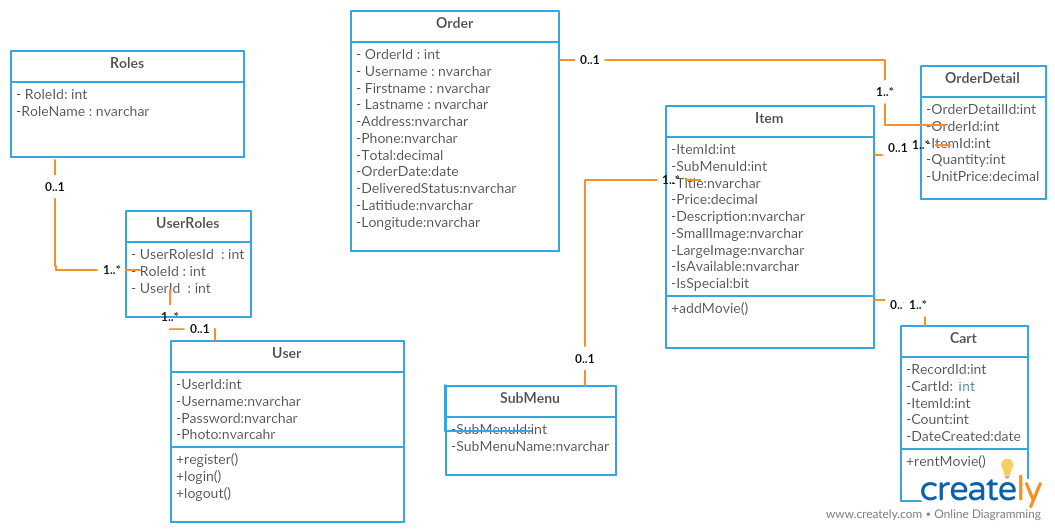 Roles
- RoleId: int
-RoleName : nvarchar
0..1
UserRoles
- UserRolesId : int
- RoleId : int
- UserId : int
1..*
1..*
0..1
User
-UserId:int
-Username:nvarchar
-Password:nvarchar
-Photo:nvarcahr
+register()
+login()
+logout()
Order
- OrderId : int
- Username : nvarchar
- Firstname : nvarchar
- Lastname : nvarchar
-Address:nvarchar
-Phone:nvarchar
-Total:decimal
-OrderDate:date
-DeliveredStatus:nvarchar
-Latitiude:nvarchar
-Longitude:nvarchar
0..1
1..*
OrderDetail
-OrderDetailId:int
-OrderId:int
-ItemId:int
-Quantity:int
-UnitPrice:decimal
0..1
1..*
Item
-ItemId:int
-SubMenuId:int
-Title:nvarchar
-Price:decimal
-Description:nvarchar
-SmallImage:nvarchar
-LargeImage:nvarchar
-IsAvailable:nvarchar
-IsSpecial:bit
+addMovie()
1..*
0..1
SubMenu
-SubMenuId:int
-SubMenuName:nvarchar
0..
1..*
Cart
-RecordId:int
-CartId: int
-ItemId:int
-Count:int
-DateCreated:date
+rentMovie()
creately
www.creately.com • Online Diagramming